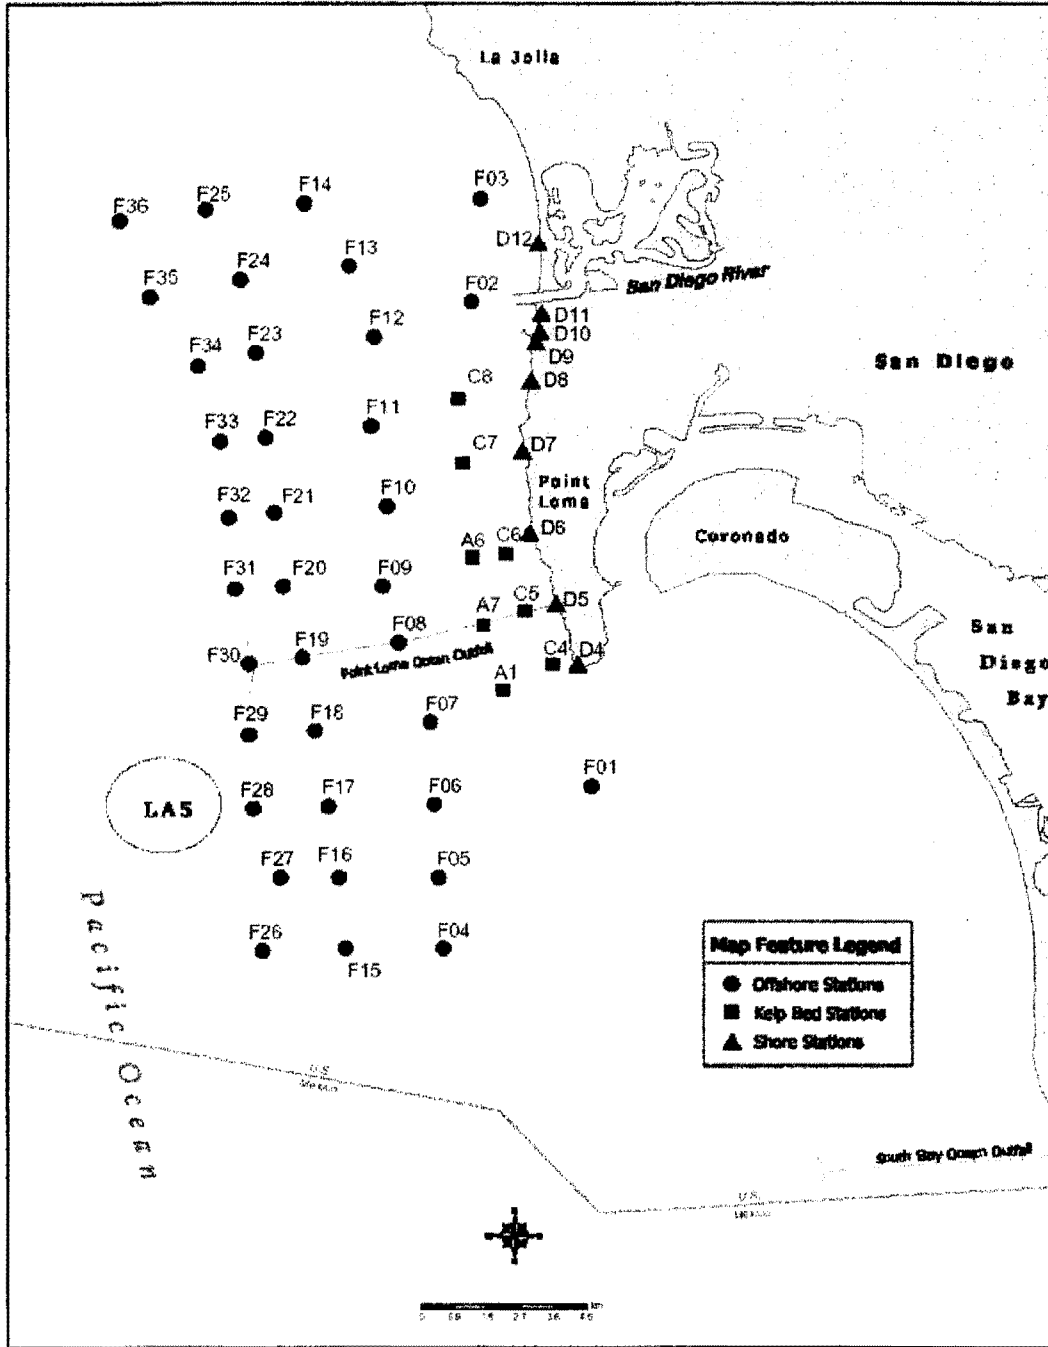 La Jolla
F03
F14
F25
F36
D12
F13
F24
San Diego River
F35
F02
D11
D10
F12
D9
F23
F34
San Diego
D8
C8
F11
F22
F33
D7
C7
Point
Loma
F10
F21
F32
D6
C6
A6
Coronado
F09
F20
F31
D5
C5
A7
F08
San
Diego
Bay
F19
F30
Point Loma Ocean Outfall
C4
D4
A1
F07
F18
F29
F01
F06
F17
F28
LA5
F05
F16
F27
Pacific Ocean
F04
F15
F26
Map Feature Legend
Offshore Stations
Kelp Bed Stations
Shore Stations
U.S.
Mexico
South Bay Ocean Outfall
U.S.
Mexico
km